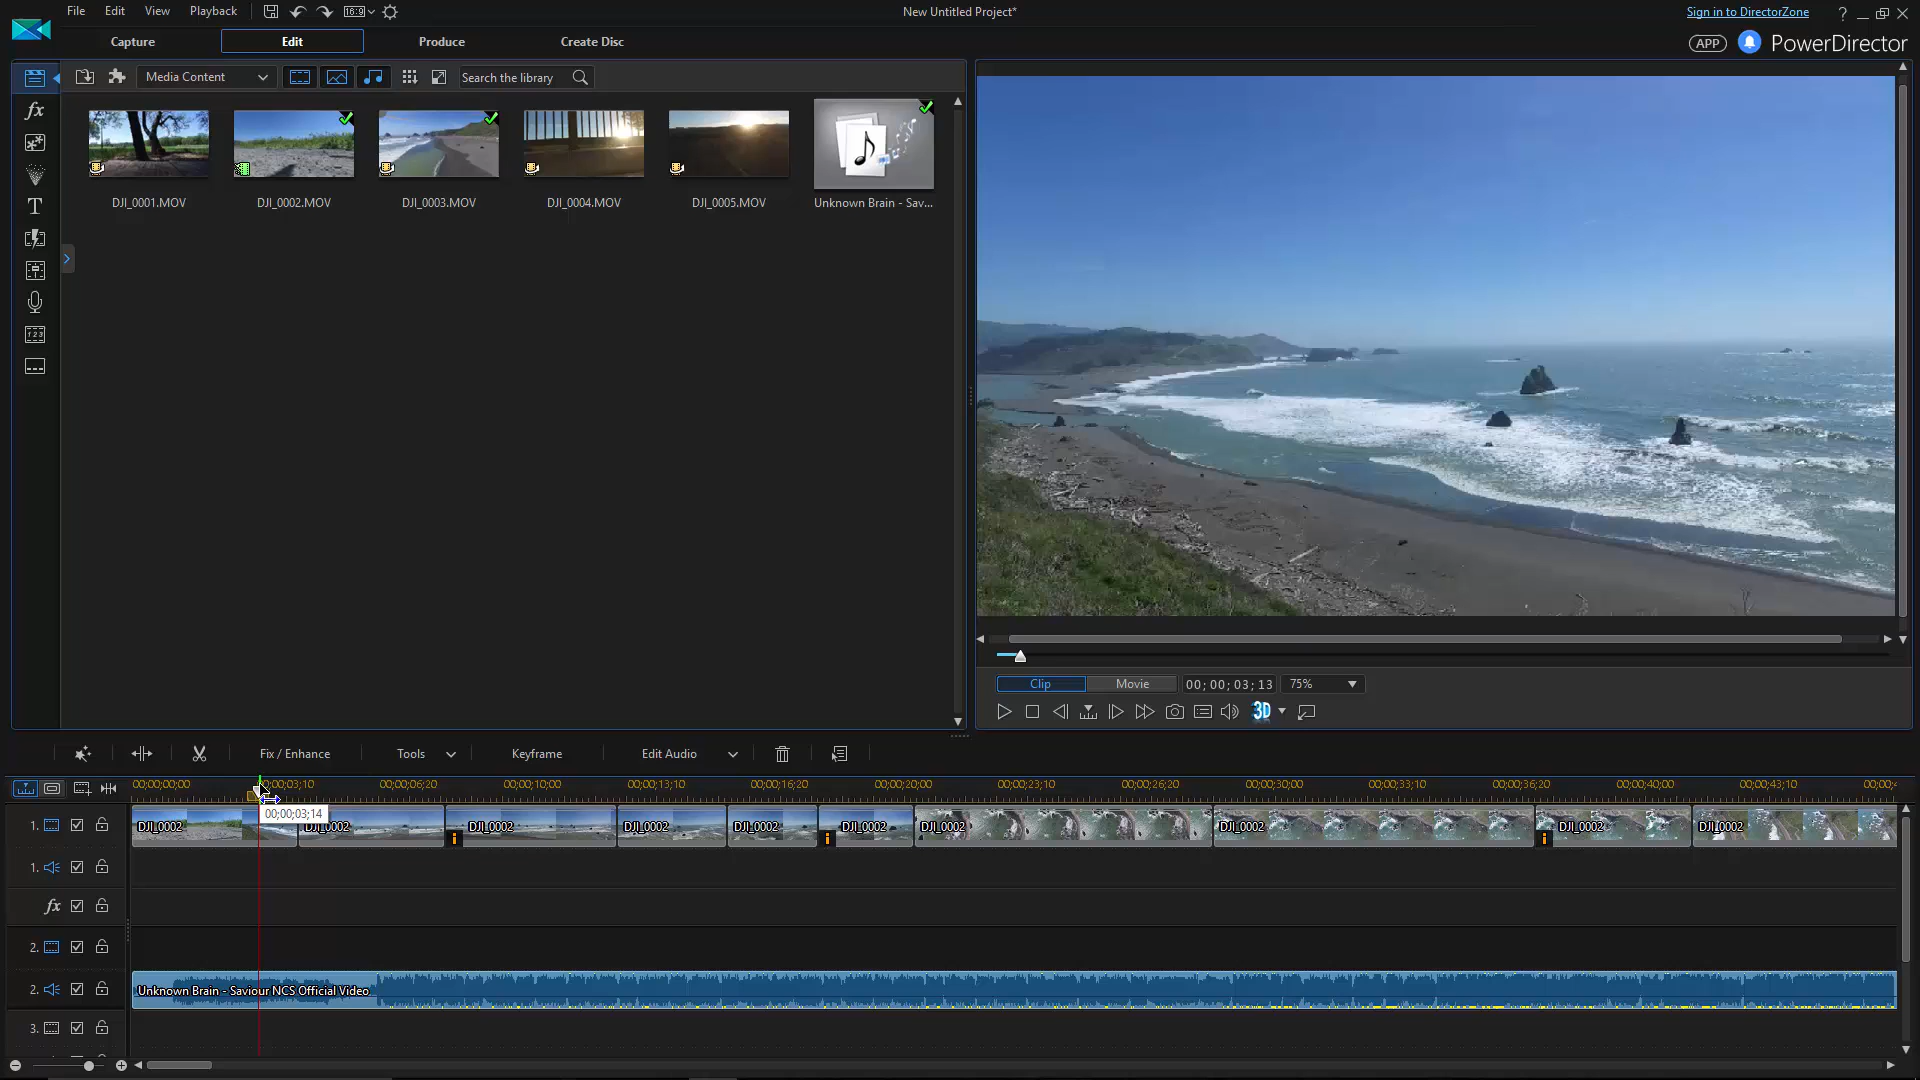 File Edit View Playback 16:9 New Untitled Project* Sign in to DirectorZone ?
Capture Edit Produce Create Disc APP PowerDirector
Media Content Search the library
fx
T
DJI_0001.MOV DJI_0002.MOV DJI_0003.MOV DJI_0004.MOV DJI_0005.MOV Unknown Brain - Sav...
Clip Movie 00; 00; 03; 13 75%
3D
Fix / Enhance Tools Keyframe Edit Audio
00;00;00;00 00;00;03;10 00;00;06;20 00;00;10;00 00;00;13;10 00;00;16;20 00;00;20;00 00;00;23;10 00;00;26;20 00;00;30;00 00;00;33;10 00;00;36;20 00;00;40;00 00;00;43;10
00;00;03;14
1. DJI_0002 DJI_0002 DJI_0002 DJI_0002 DJI_0002 DJI_0002 DJI_0002 DJI_0002 DJI_0002 DJI_0002
1.
fx
2.
2. Unknown Brain - Saviour NCS Official Video
3.